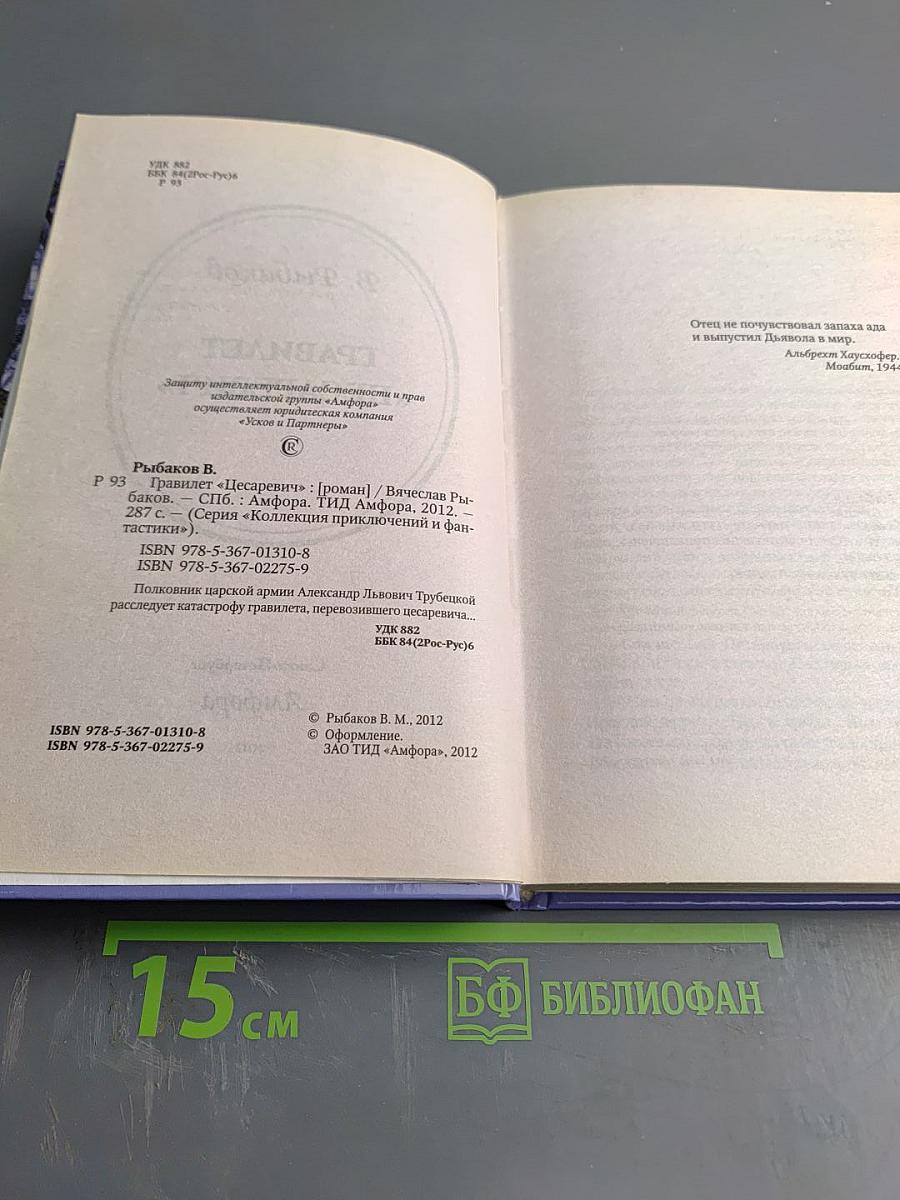 УДК 882
ББК 84(2Рос-Рус)6
Р 93
В. Рыбаков
ГРАВИЛЕТ
Защиту интеллектуальной собственности и прав
издательской группы «Амфора»
осуществляет юридическая компания
«Усков и Партнеры»
Рыбаков В.
Р 93 Гравилет «Цесаревич» : [роман] / Вячеслав Ры-
баков. — СПб. : Амфора. ТИД Амфора, 2012. —
287 с. — (Серия «Коллекция приключений и фан-
тастики»).
ISBN 978-5-367-01310-8
ISBN 978-5-367-02275-9
Полковник царской армии Александр Львович Трубецкой
расследует катастрофу гравилета, перевозившего цесаревича...
УДК 882
ББК 84(2Рос-Рус)6
Амфора
ISBN 978-5-367-01310-8
ISBN 978-5-367-02275-9
© Рыбаков В. М., 2012
© Оформление.
ЗАО ТИД «Амфора», 2012
Отец не почувствовал запаха ада
и выпустил Дьявола в мир.
Альбрехт Хаусхофер.
Моабит, 1944
15 см
БФ БИБЛИОФАН